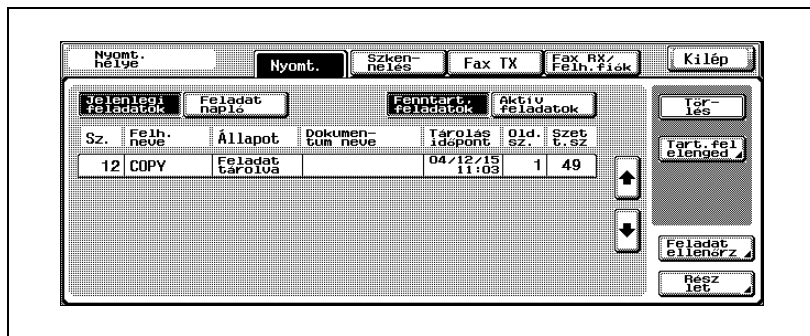 Nyomt.
helye
Nyomt.
Szken-
nelés
Fax TX
Fax RX/
Felh.fiók
Kilép
Jelenlegi
feladatok
Feladat
napló
Fenntart.
feladatok
Aktív
feladatok
Sz.
Felh.
neve
Állapot
Dokumen-
tum neve
Tárolás
időpont
Old.
sz.
Szet
t.sz
12
COPY
Feladat
tárolva
04/12/15
11:03
1
49
Tör-
lés
Tart.fel
elenged
Feladat
ellenőrz
Rész
let